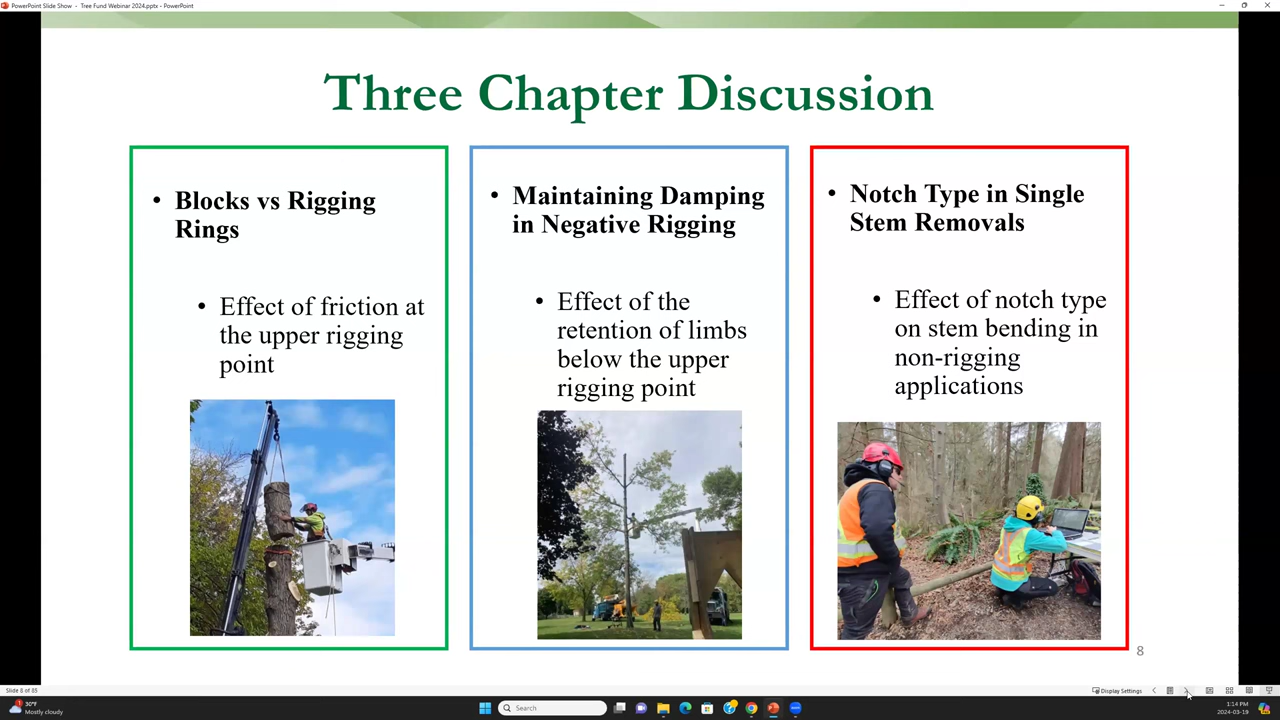 PowerPoint Slide Show - Tree Fund Webinar 2024.pptx - PowerPoint
Three Chapter Discussion
• Blocks vs Rigging
Rings
• Effect of friction at
the upper rigging
point
• Maintaining Damping
in Negative Rigging
• Effect of the
retention of limbs
below the upper
rigging point
• Notch Type in Single
Stem Removals
• Effect of notch type
on stem bending in
non-rigging
applications
8
Slide 8 of 85
Display Settings
1
30°F
Mostly cloudy
Search
1:14 PM
2024-03-19